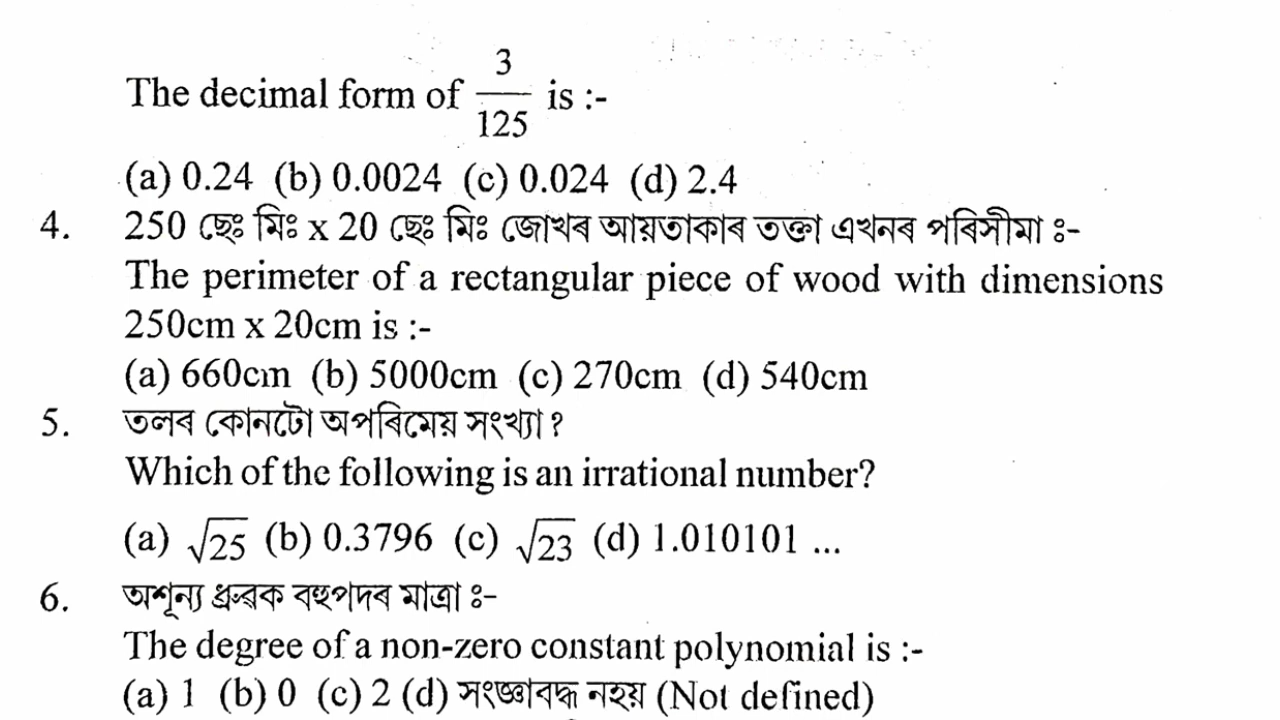 The decimal form of 3/125 is :-
(a) 0.24 (b) 0.0024 (c) 0.024 (d) 2.4
4. 250 ছেঃ মিঃ x 20 ছেঃ মিঃ জোখৰ আয়তাকাৰ তক্তা এখনৰ পৰিসীমা ঃ-
The perimeter of a rectangular piece of wood with dimensions
250cm x 20cm is :-
(a) 660cm (b) 5000cm (c) 270cm (d) 540cm
5. তলৰ কোনটো অপৰিমেয় সংখ্যা ?
Which of the following is an irrational number?
(a) √25 (b) 0.3796 (c) √23 (d) 1.010101 ...
6. অশূন্য ধ্ৰুৱক বহুপদৰ মাত্ৰা ঃ-
The degree of a non-zero constant polynomial is :-
(a) 1 (b) 0 (c) 2 (d) সংজ্ঞাবদ্ধ নহয় (Not defined)